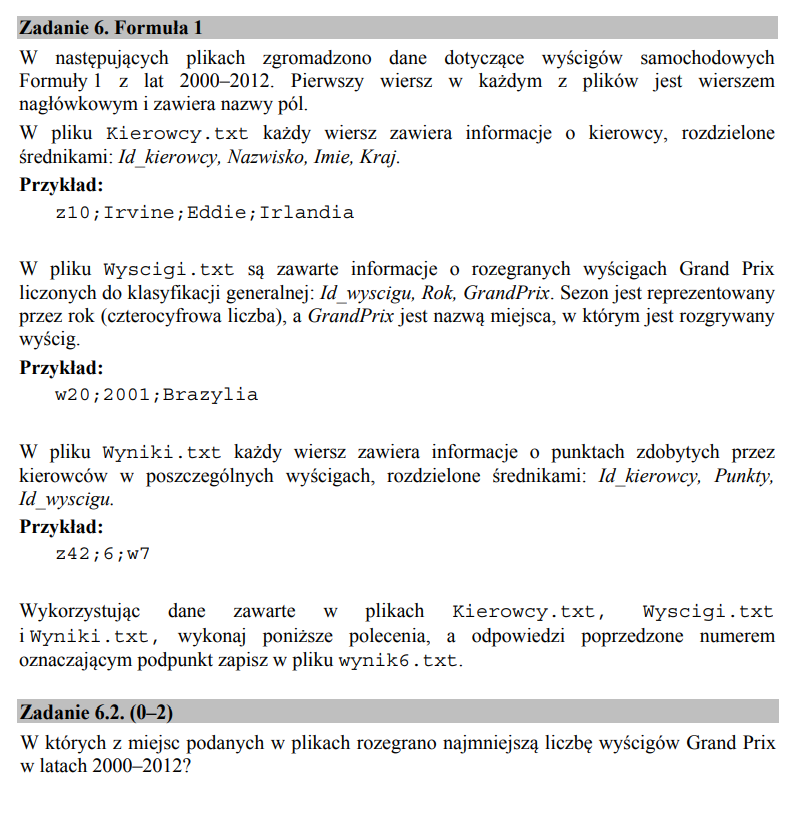 Zadanie 6. Formuła 1
W następujących plikach zgromadzono dane dotyczące wyścigów samochodowych
Formuły 1 z lat 2000–2012. Pierwszy wiersz w każdym z plików jest wierszem
nagłówkowym i zawiera nazwy pól.
W pliku Kierowcy.txt każdy wiersz zawiera informacje o kierowcy, rozdzielone
średnikami: Id_kierowcy, Nazwisko, Imie, Kraj.
Przykład:
z10;Irvine;Eddie;Irlandia
W pliku Wyscigi.txt są zawarte informacje o rozegranych wyścigach Grand Prix
liczonych do klasyfikacji generalnej: Id_wyscigu, Rok, GrandPrix. Sezon jest reprezentowany
przez rok (czterocyfrowa liczba), a GrandPrix jest nazwą miejsca, w którym jest rozgrywany
wyścig.
Przykład:
w20;2001;Brazylia
W pliku Wyniki.txt każdy wiersz zawiera informacje o punktach zdobytych przez
kierowców w poszczególnych wyścigach, rozdzielone średnikami: Id_kierowcy, Punkty,
Id_wyscigu.
Przykład:
z42;6;w7
Wykorzystując dane zawarte w plikach Kierowcy.txt, Wyscigi.txt
i Wyniki.txt, wykonaj poniższe polecenia, a odpowiedzi poprzedzone numerem
oznaczającym podpunkt zapisz w pliku wynik6.txt.
Zadanie 6.2. (0–2)
W których z miejsc podanych w plikach rozegrano najmniejszą liczbę wyścigów Grand Prix
w latach 2000–2012?